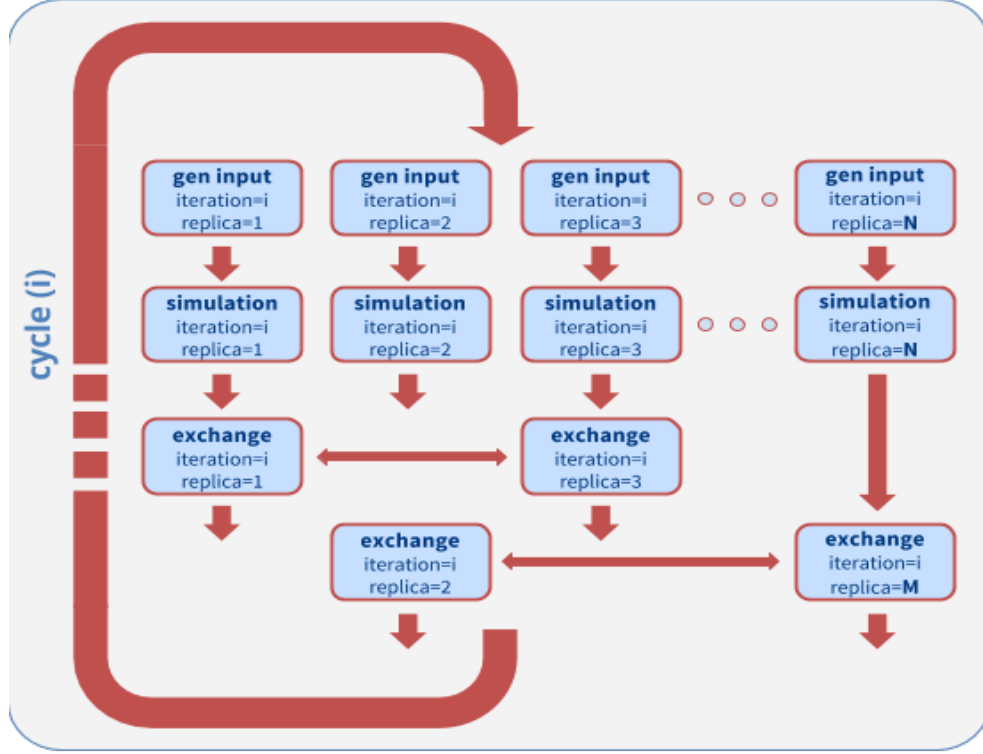 cycle (i)
gen input
iteration=i
replica=1
gen input
iteration=i
replica=2
gen input
iteration=i
replica=3
gen input
iteration=i
replica=N
simulation
iteration=i
replica=1
simulation
iteration=i
replica=2
simulation
iteration=i
replica=3
simulation
iteration=i
replica=N
exchange
iteration=i
replica=1
exchange
iteration=i
replica=3
exchange
iteration=i
replica=2
exchange
iteration=i
replica=M